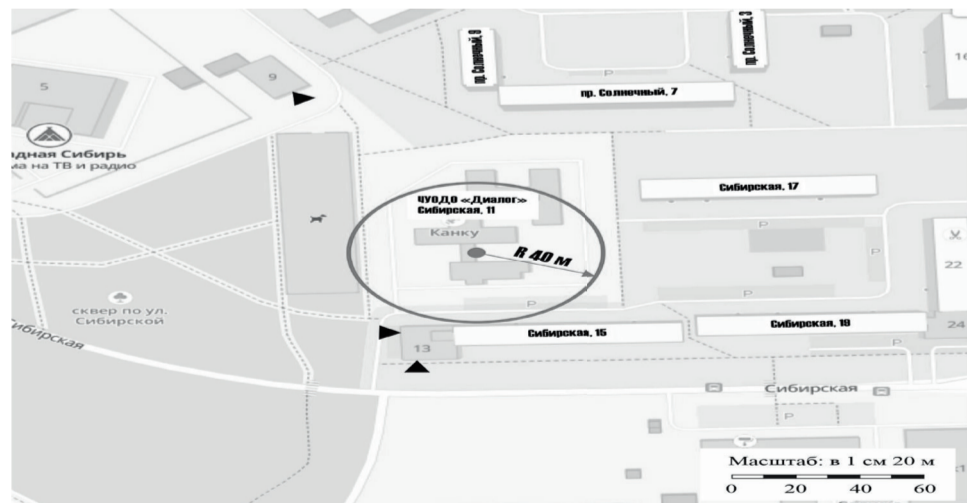 пр. Солнечный, 9
пр. Солнечный, 3
16
9
5
P
пр. Солнечный, 7
адная Сибирь
ма на ТВ и радио
Сибирская, 17
ЧУОДО «Диалог»
Сибирская, 11
Канку
R 40 м
P
P
22
P
P
сквер по ул.
Сибирской
Сибирская
Сибирская, 15
Сибирская, 19
24
13
P
Сибирская
P
P
Масштаб: в 1 см 20 м
0 20 40 60